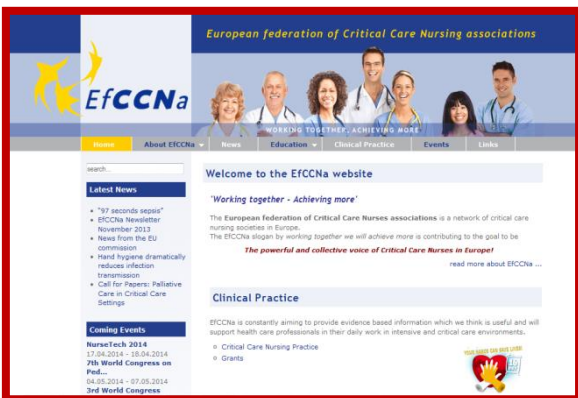 European federation of Critical Care Nursing associations
EfCCNa
WORKING TOGETHER, ACHIEVING MORE
Home About EfCCNa News Education Clinical Practice Events Links
search...
Latest News
"97 seconds sepsis"
EfCCNa Newsletter
November 2013
News from the EU
commission
Hand hygiene dramatically
reduces infection
transmission
Call for Papers: Palliative
Care in Critical Care
Settings
Coming Events
NurseTech 2014
17.04.2014 - 18.04.2014
7th World Congress on
Ped...
04.05.2014 - 07.05.2014
3rd World Congress
Welcome to the EfCCNa website
'Working together - Achieving more'
The European federation of Critical Care Nurses associations is a network of critical care
nursing societies in Europe.
The EfCCNa slogan by working together we will achieve more is contributing to the goal to be
The powerful and collective voice of Critical Care Nurses in Europe!
read more about EfCCNa ...
Clinical Practice
EfCCNa is constantly aiming to provide evidence based information which we think is useful and will
support health care professionals in their daily work in intensive and critical care environments.
Critical Care Nursing Practice
Grants
YOUR HANDS CAN SAVE LIVES